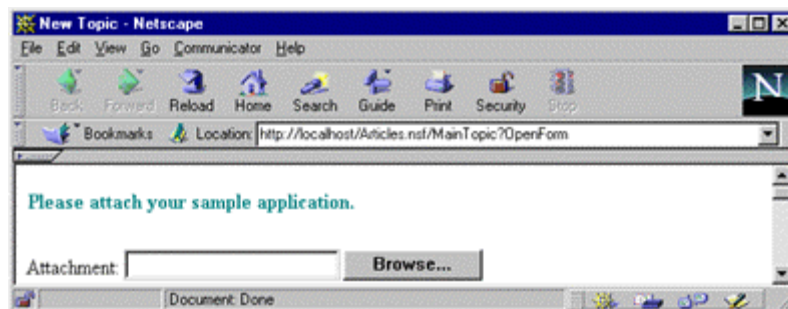 New Topic - Netscape
File Edit View Go Communicator Help
Back Forward Reload Home Search Guide Print Security Stop
N
Bookmarks Location: http://localhost/Articles.nsf/MainTopic?OpenForm
Please attach your sample application.
Attachment: Browse...
Document: Done